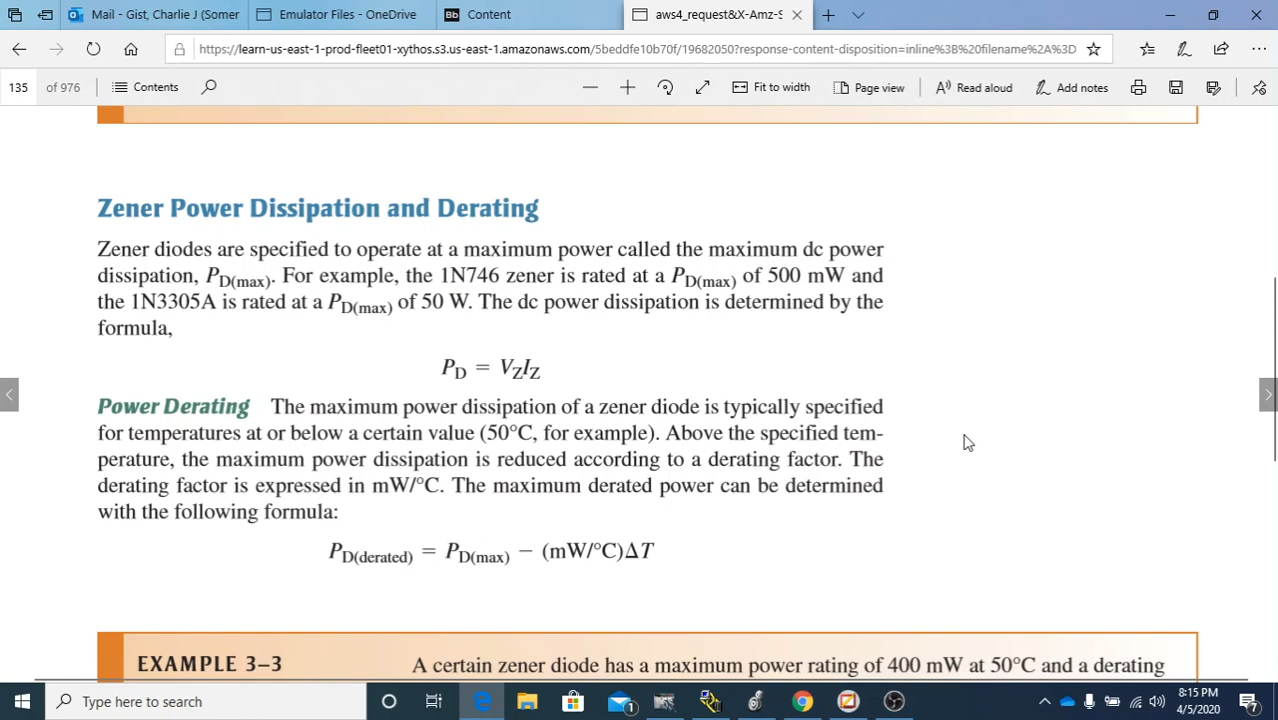 Mail - Gist, Charlie J (Somer
Emulator Files - OneDrive
Bb Content
aws4_request&X-Amz-S
https://learn-us-east-1-prod-fleet01-xythos.s3.us-east-1.amazonaws.com/5beddfe10b70f/19682050?response-content-disposition=inline%3B%20filename%2A%3D
135 of 976 Contents Fit to width Page view Read aloud Add notes
Zener Power Dissipation and Derating
Zener diodes are specified to operate at a maximum power called the maximum dc power
dissipation, PD(max). For example, the 1N746 zener is rated at a PD(max) of 500 mW and
the 1N3305A is rated at a PD(max) of 50 W. The dc power dissipation is determined by the
formula,
PD = VZIZ
Power Derating The maximum power dissipation of a zener diode is typically specified
for temperatures at or below a certain value (50°C, for example). Above the specified tem-
perature, the maximum power dissipation is reduced according to a derating factor. The
derating factor is expressed in mW/°C. The maximum derated power can be determined
with the following formula:
PD(derated) = PD(max) − (mW/°C)ΔT
EXAMPLE 3–3 A certain zener diode has a maximum power rating of 400 mW at 50°C and a derating
Type here to search
1
8:15 PM
4/5/2020
7